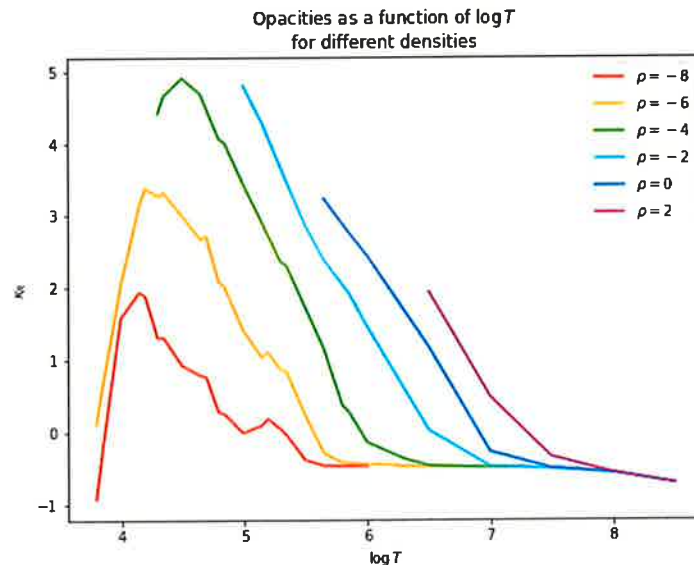 Opacities as a function of log T
for different densities
5
4
3
2
1
0
−1
κR
4
5
6
7
8
log T
ρ = −8
ρ = −6
ρ = −4
ρ = −2
ρ = 0
ρ = 2